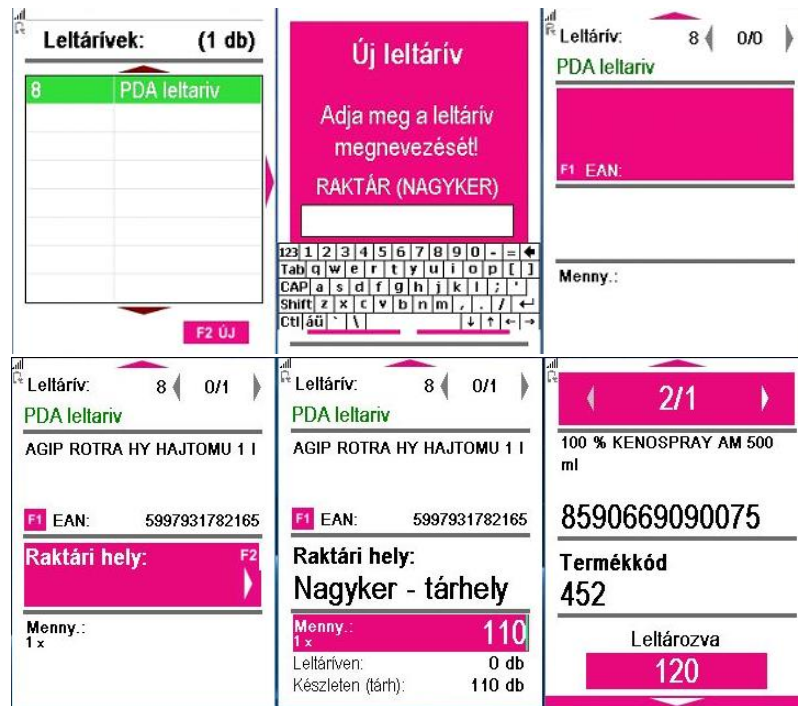 Leltárívek: (1 db)
8 PDA leltariv
F2 ÚJ
Új leltárív
Adja meg a leltárív
megnevezését!
RAKTÁR (NAGYKER)
123 1 2 3 4 5 6 7 8 9 0 - =
Tab q w e r t y u i o p [ ]
CAP a s d f g h j k l ; '
Shift z x c v b n m , . /
Ctl áü ` \
Leltárív: 8 0/0
PDA leltariv
F1 EAN:
Menny.:
Leltárív: 8 0/1
PDA leltariv
AGIP ROTRA HY HAJTOMU 1 l
F1 EAN: 5997931782165
Raktári hely: F2
Menny.:
1 x
Leltárív: 8 0/1
PDA leltariv
AGIP ROTRA HY HAJTOMU 1 l
F1 EAN: 5997931782165
Raktári hely:
Nagyker - tárhely
Menny.: 110
1 x
Leltáríven: 0 db
Készleten (tárh): 110 db
2/1
100 % KENOSPRAY AM 500
ml
8590669090075
Termékkód
452
Leltározva
120